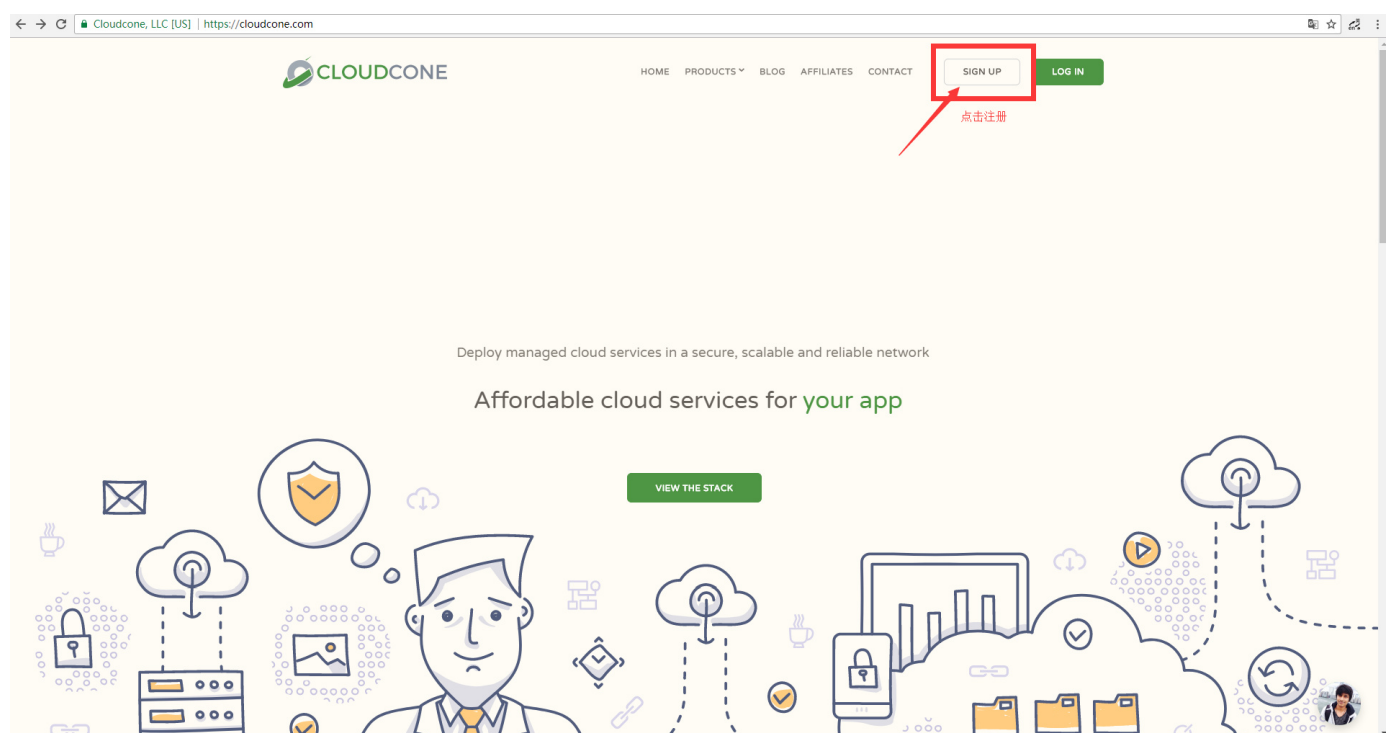 Cloudcone, LLC [US] | https://cloudcone.com
CLOUDCONE
HOME PRODUCTS BLOG AFFILIATES CONTACT SIGN UP LOG IN
点击注册
Deploy managed cloud services in a secure, scalable and reliable network
Affordable cloud services for your app
VIEW THE STACK